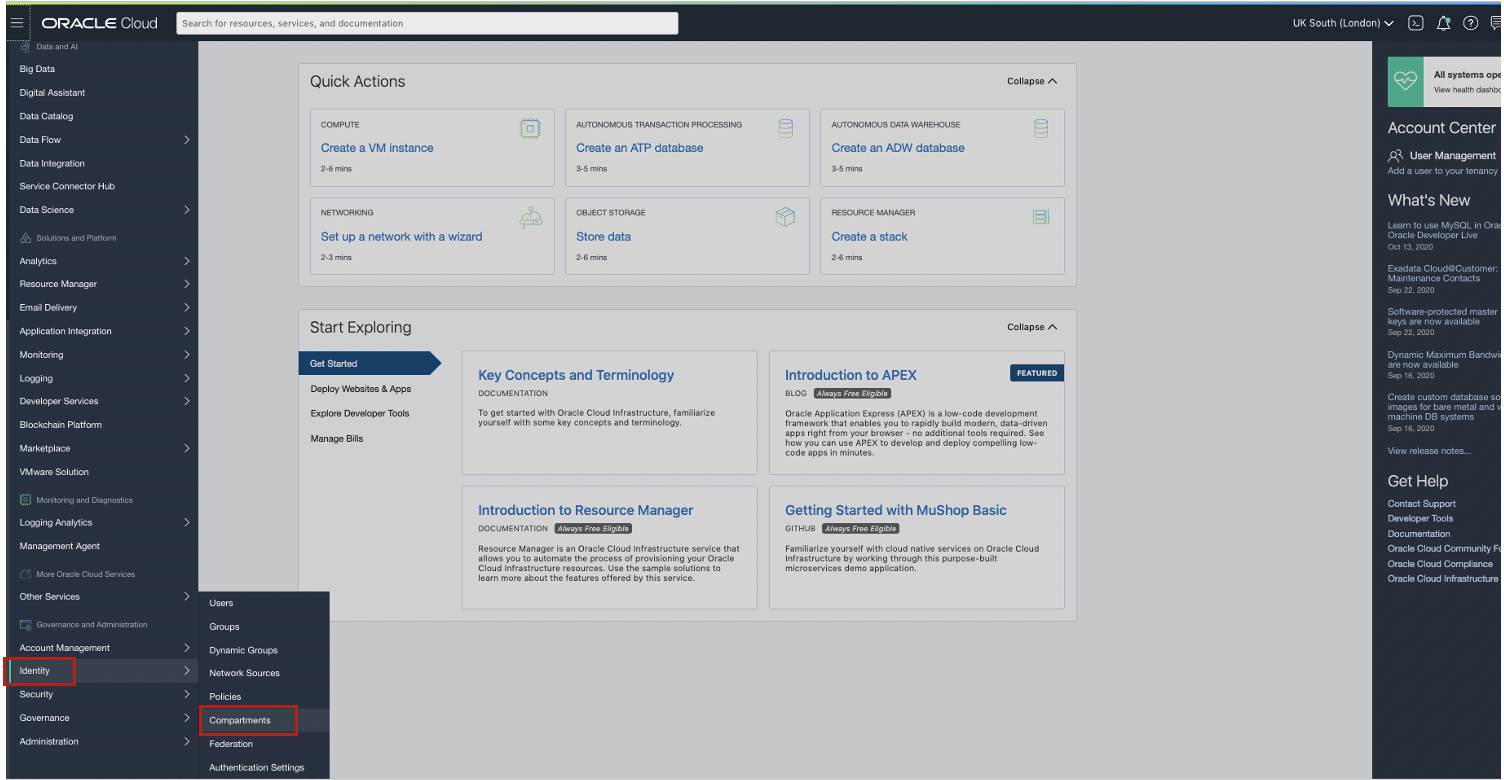 ORACLE Cloud
Search for resources, services, and documentation
UK South (London)
Data and AI
Big Data
Digital Assistant
Data Catalog
Data Flow
Data Integration
Service Connector Hub
Data Science
Solutions and Platform
Analytics
Resource Manager
Email Delivery
Application Integration
Monitoring
Logging
Developer Services
Blockchain Platform
Marketplace
VMware Solution
Monitoring and Diagnostics
Logging Analytics
Management Agent
More Oracle Cloud Services
Other Services
Governance and Administration
Account Management
Identity
Security
Governance
Administration
Users
Groups
Dynamic Groups
Network Sources
Policies
Compartments
Federation
Authentication Settings
Quick Actions
Collapse
COMPUTE
Create a VM instance
2-6 mins
AUTONOMOUS TRANSACTION PROCESSING
Create an ATP database
3-5 mins
AUTONOMOUS DATA WAREHOUSE
Create an ADW database
3-5 mins
NETWORKING
Set up a network with a wizard
2-3 mins
OBJECT STORAGE
Store data
2-6 mins
RESOURCE MANAGER
Create a stack
2-6 mins
Start Exploring
Collapse
Get Started
Deploy Websites & Apps
Explore Developer Tools
Manage Bills
Key Concepts and Terminology
DOCUMENTATION
To get started with Oracle Cloud Infrastructure, familiarize
yourself with some key concepts and terminology.
FEATURED
Introduction to APEX
BLOG Always Free Eligible
Oracle Application Express (APEX) is a low-code development
framework that enables you to rapidly build modern, data-driven
apps right from your browser - no additional tools required. See
how you can use APEX to develop and deploy compelling low-
code apps in minutes.
Introduction to Resource Manager
DOCUMENTATION Always Free Eligible
Resource Manager is an Oracle Cloud Infrastructure service that
allows you to automate the process of provisioning your Oracle
Cloud Infrastructure resources. Use the sample solutions to
learn more about the features offered by this service.
Getting Started with MuShop Basic
GITHUB Always Free Eligible
Familiarize yourself with cloud native services on Oracle Cloud
Infrastructure by working through this purpose-built
microservices demo application.
All systems ope
View health dashbo
Account Center
User Management
Add a user to your tenancy
What's New
Learn to use MySQL in Orac
Oracle Developer Live
Oct 13, 2020
Exadata Cloud@Customer:
Maintenance Contacts
Sep 22, 2020
Software-protected master
keys are now available
Sep 22, 2020
Dynamic Maximum Bandwi
are now available
Sep 16, 2020
Create custom database so
images for bare metal and v
machine DB systems
Sep 16, 2020
View release notes...
Get Help
Contact Support
Developer Tools
Documentation
Oracle Cloud Community Fo
Oracle Cloud Compliance
Oracle Cloud Infrastructure